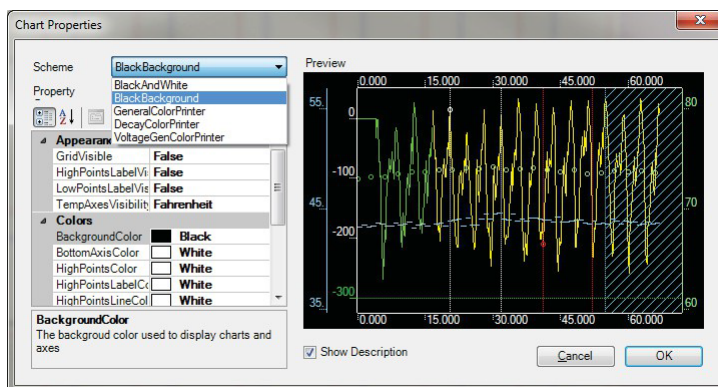 Chart Properties
x
Scheme
BlackBackground
BlackAndWhite
BlackBackground
GeneralColorPrinter
DecayColorPrinter
VoltageGenColorPrinter
Property
Appearanc
GridVisible False
HighPointsLabelVi False
LowPointsLabelVis False
TempAxesVisibility Fahrenheit
Colors
BackgroundColor Black
BottomAxisColor White
HighPointsColor White
HighPointsLabelCo White
HighPointsLineCol White
BackgroundColor
The backgroud color used to display charts and
axes
Preview
0.000 15.000 30.000 45.000 60.000
55. 0 80
-100
45. 70
-200
-300
35. 60
0.000 15.000 30.000 45.000 60.000
Show Description
Cancel
OK